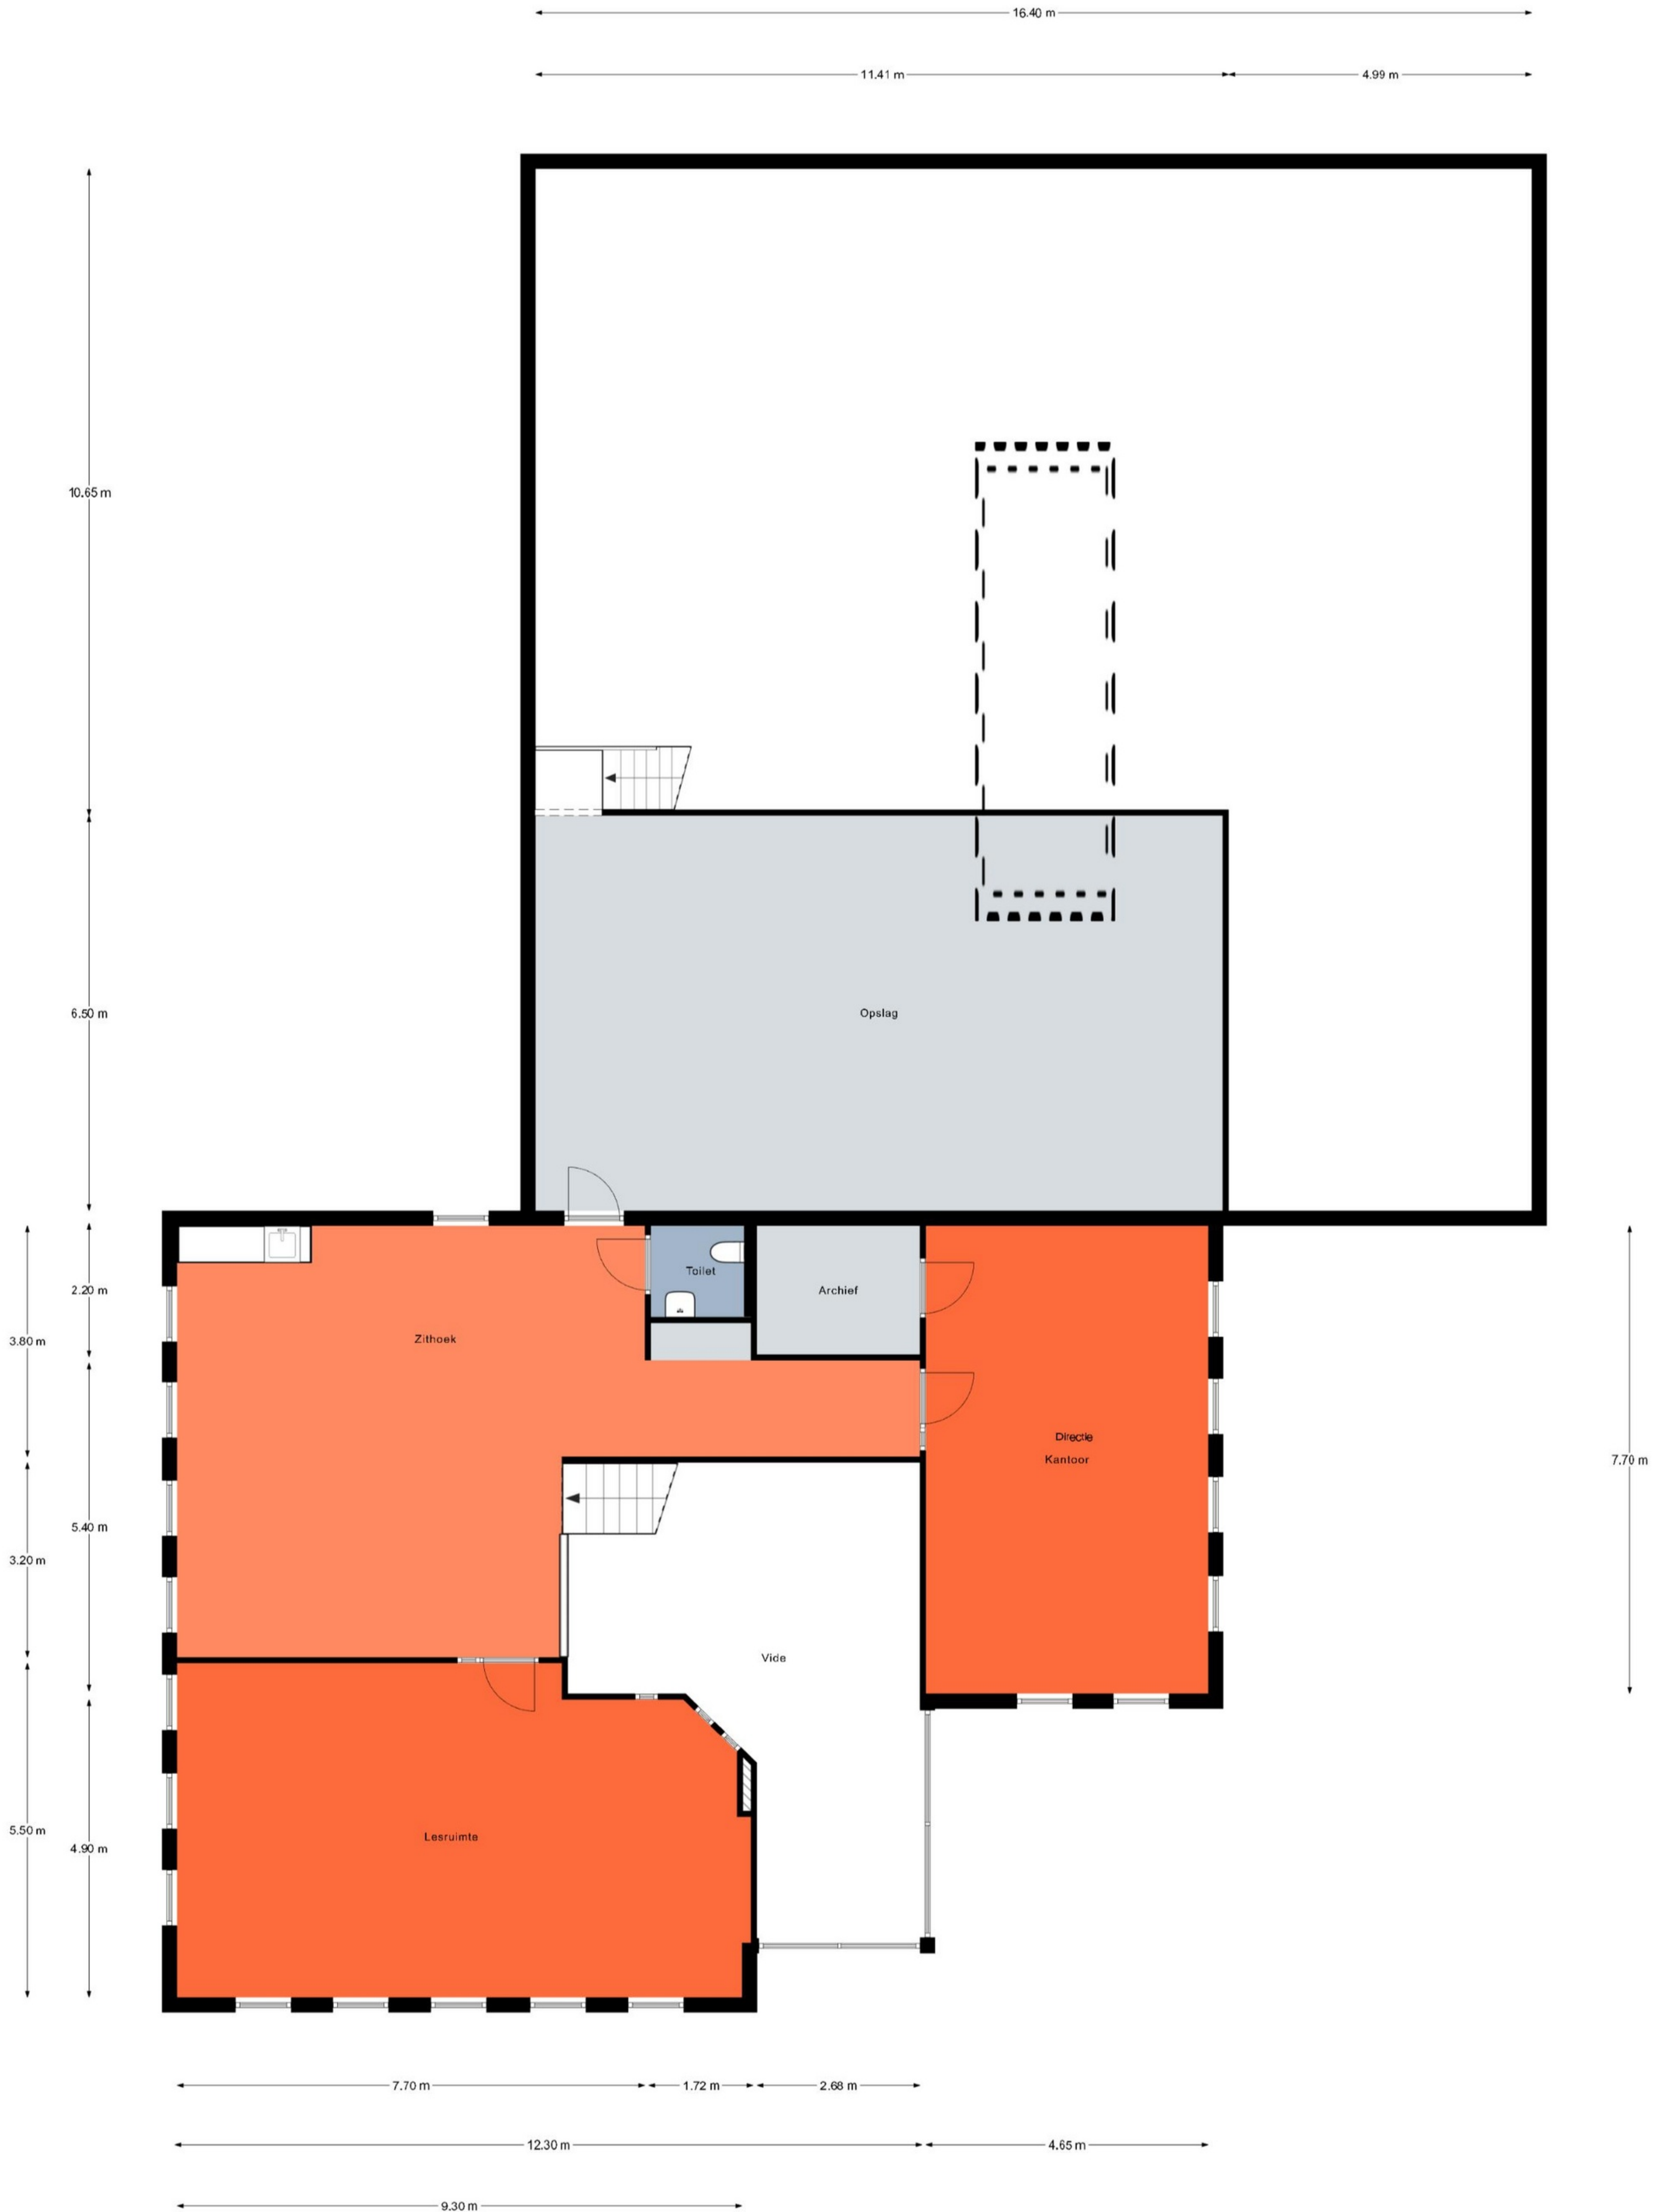 16.40 m
11.41 m
4.99 m
10.65 m
6.50 m
Opslag
2.20 m
3.80 m
Toilet
Archief
Zithoek
Directie
Kantoor
7.70 m
5.40 m
3.20 m
Vide
5.50 m
4.90 m
Lesruimte
7.70 m
1.72 m
2.68 m
12.30 m
4.65 m
9.30 m